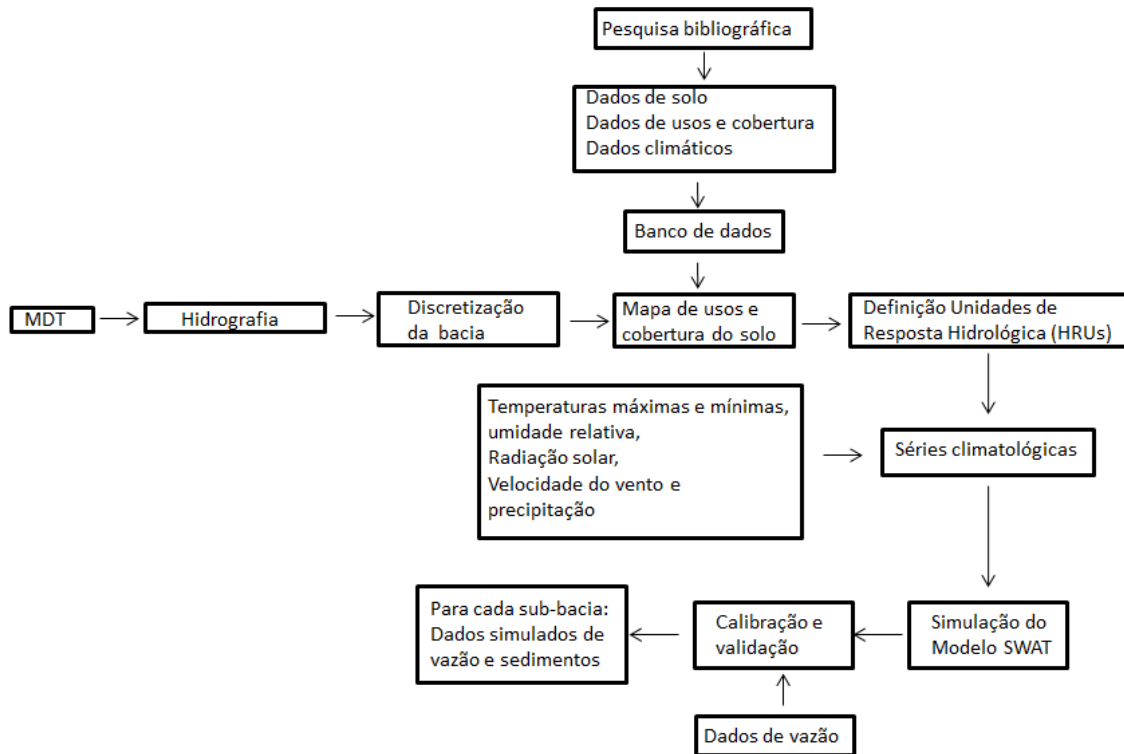 Pesquisa bibliográfica
Dados de solo
Dados de usos e cobertura
Dados climáticos
Banco de dados
MDT
Hidrografia
Discretização
da bacia
Mapa de usos e
cobertura do solo
Definição Unidades de
Resposta Hidrológica (HRUs)
Temperaturas máximas e mínimas,
umidade relativa,
Radiação solar,
Velocidade do vento e
precipitação
Séries climatológicas
Para cada sub-bacia:
Dados simulados de
vazão e sedimentos
Calibração e
validação
Simulação do
Modelo SWAT
Dados de vazão